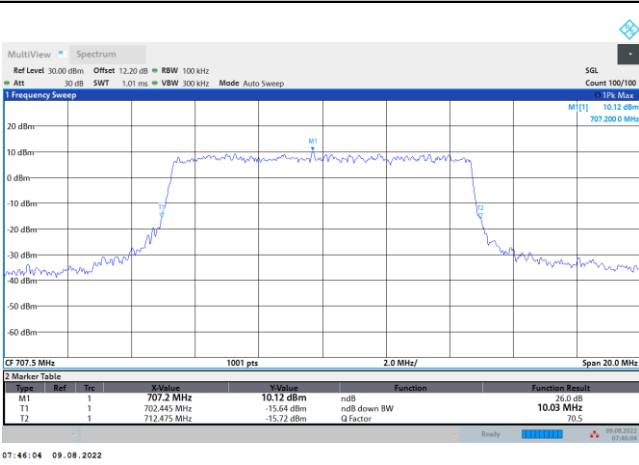 MultiView Spectrum
Ref Level 30.00 dBm Offset 12.20 dB RBW 100 kHz SGL
Att 30 dB SWT 1.01 ms VBW 300 kHz Mode Auto Sweep Count 100/100
1 Frequency Sweep 1Pk Max
M1[1] 10.12 dBm
707.200 0 MHz
M1
20 dBm
10 dBm
0 dBm
-10 dBm
T1
T2
-20 dBm
-30 dBm
-40 dBm
-50 dBm
-60 dBm
CF 707.5 MHz 1001 pts 2.0 MHz/ Span 20.0 MHz
2 Marker Table
Type Ref Trc X-Value Y-Value Function Function Result
M1 1 707.2 MHz 10.12 dBm ndB 26.0 dB
T1 1 702.445 MHz -15.64 dBm ndB down BW 10.03 MHz
T2 1 712.475 MHz -15.72 dBm Q Factor 70.5
Ready 09.08.2022
07:46:04
07:46:04 09.08.2022